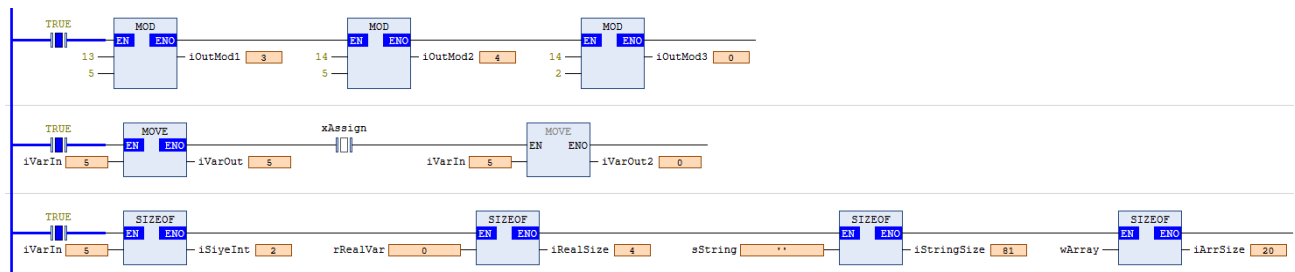 TRUE
MOD MOD MOD
EN ENO EN ENO EN ENO
13 iOutMod1 3 14 iOutMod2 4 14 iOutMod3 0
5 5 2
TRUE MOVE xAssign MOVE
EN ENO EN ENO
iVarIn 5 iVarOut 5 iVarIn 5 iVarOut2 0
TRUE SIZEOF SIZEOF SIZEOF SIZEOF
EN ENO EN ENO EN ENO EN ENO
iVarIn 5 iSiyeInt 2 rRealVar 0 iRealSize 4 sString '' iStringSize 81 wArray iArrSize 20